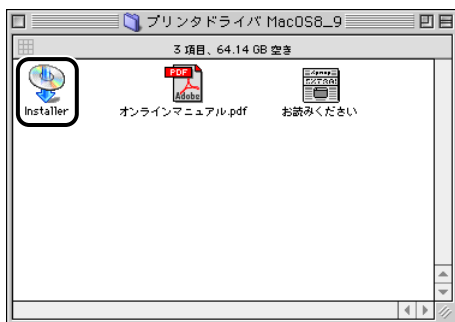 プリンタドライバ MacOS8_9
3 項目、64.14 GB 空き
Installer
PDF
Adobe
オンラインマニュアル.pdf
EXTRA!
お読みください